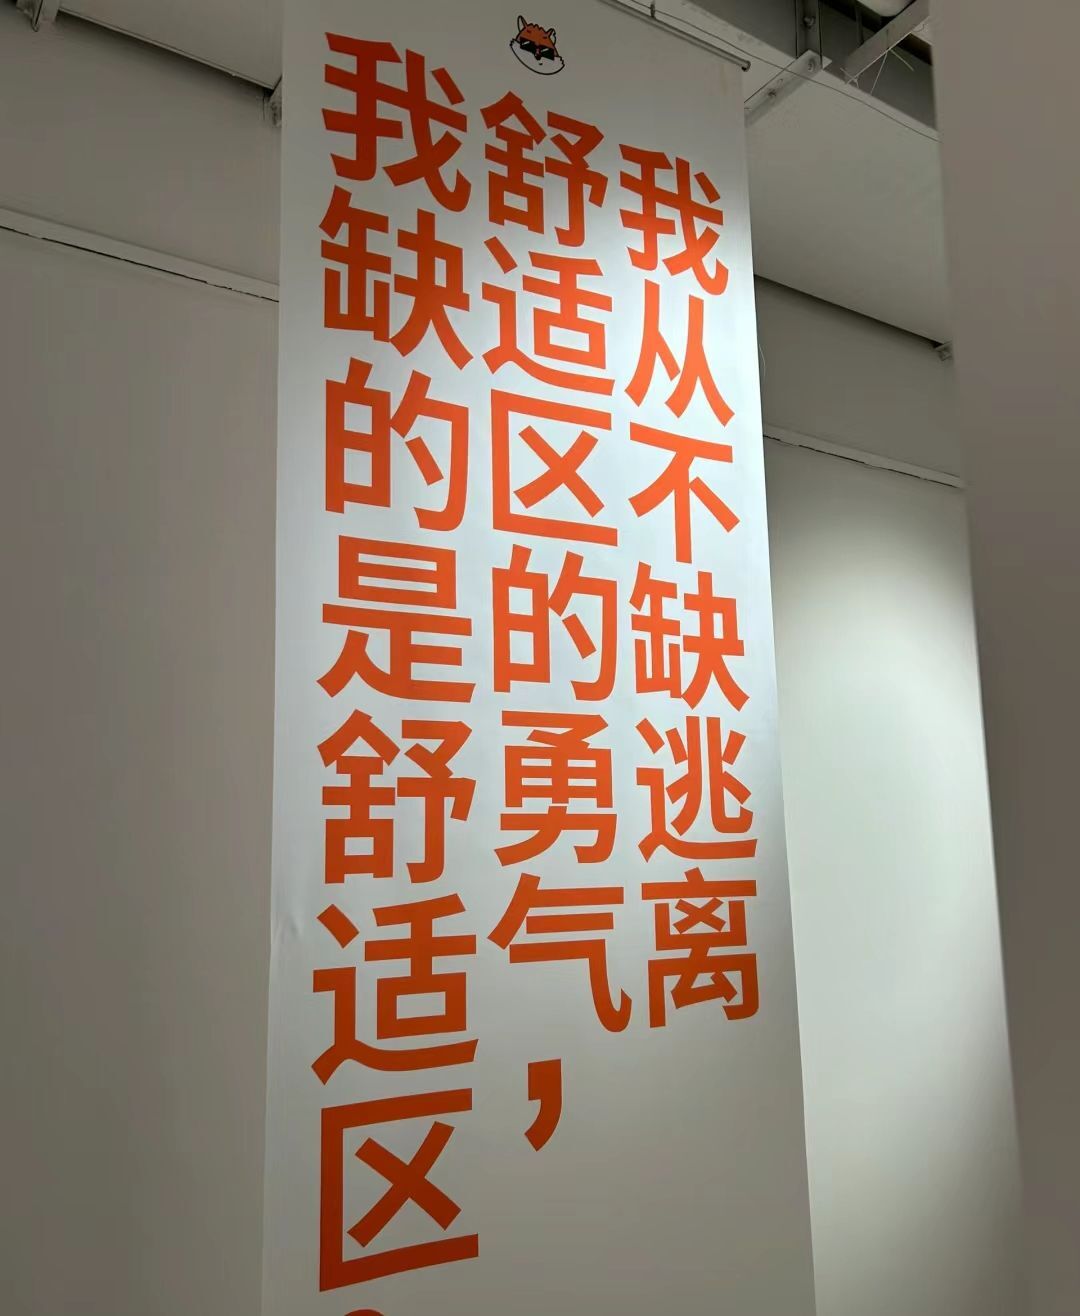 我从不缺逃离
舒适区的勇气，
我缺的是舒适区。